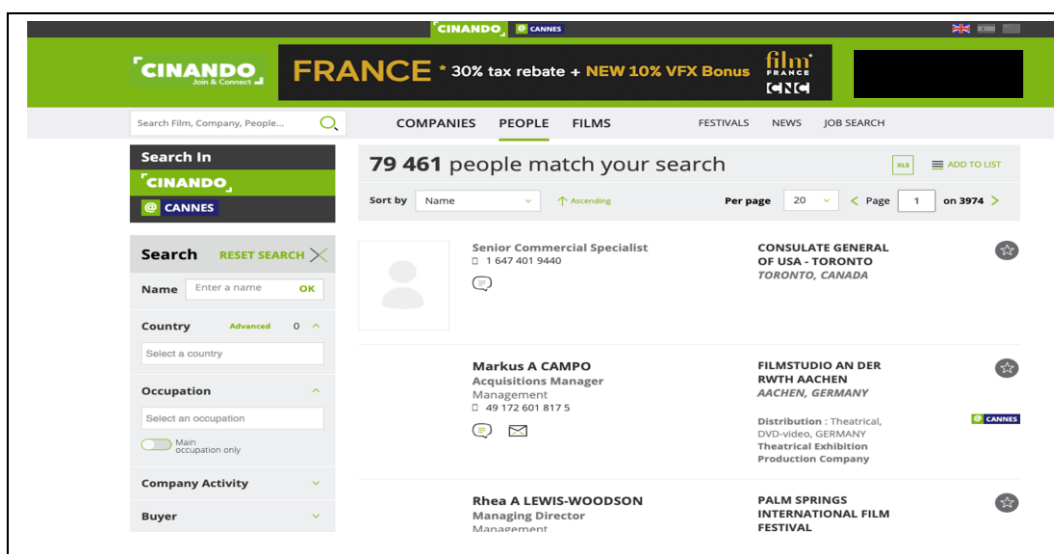 CINANDO @ CANNES
CINANDO
Join & Connect
FRANCE * 30% tax rebate + NEW 10% VFX Bonus
film
FRANCE
CNC
Search Film, Company, People...
COMPANIES PEOPLE FILMS FESTIVALS NEWS JOB SEARCH
Search In
CINANDO
@ CANNES
79 461 people match your search
XLS ADD TO LIST
Sort by Name Ascending Per page 20 Page 1 on 3974
Search RESET SEARCH
Name Enter a name OK
Country Advanced 0
Select a country
Occupation
Select an occupation
Main
occupation only
Company Activity
Buyer
Senior Commercial Specialist
1 647 401 9440
CONSULATE GENERAL
OF USA - TORONTO
TORONTO, CANADA
Markus A CAMPO
Acquisitions Manager
Management
49 172 601 817 5
FILMSTUDIO AN DER
RWTH AACHEN
AACHEN, GERMANY
Distribution : Theatrical,
DVD-video, GERMANY
Theatrical Exhibition
Production Company
@ CANNES
Rhea A LEWIS-WOODSON
Managing Director
Management
PALM SPRINGS
INTERNATIONAL FILM
FESTIVAL